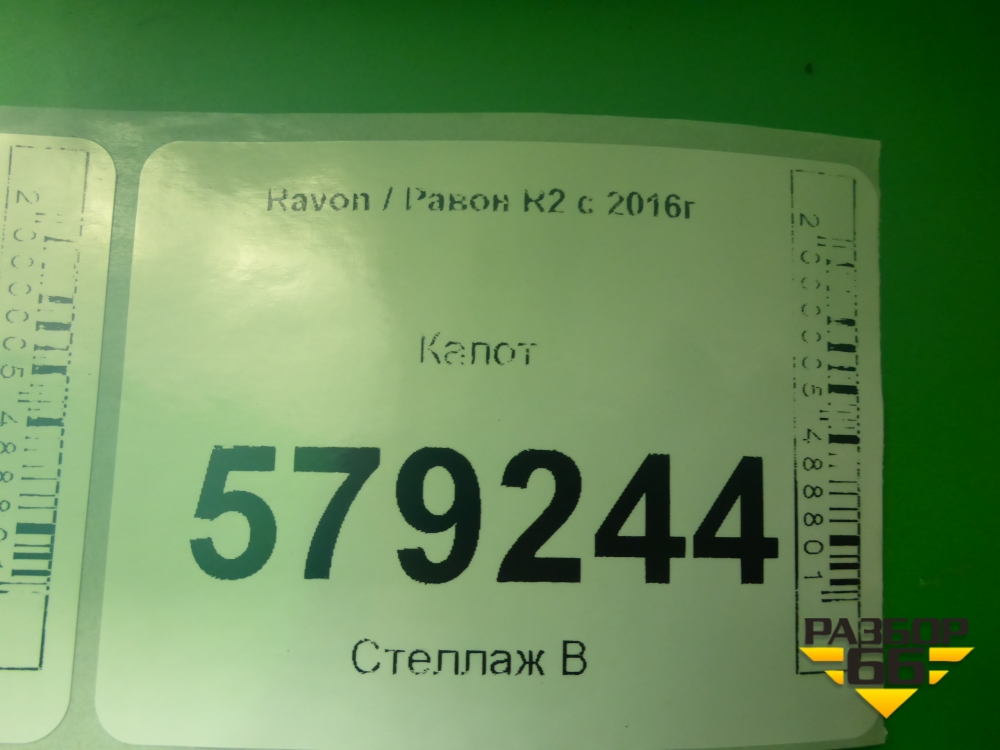 Ravon / Равон R2 с 2016г
Капот
579244
Стеллаж В
2000005488801
РАЗБОР
66